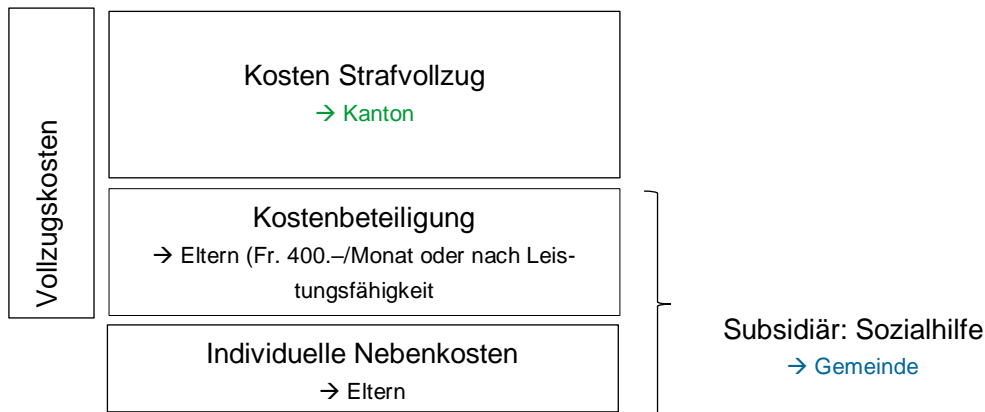 Vollzugskosten
Kosten Strafvollzug
→ Kanton
Kostenbeteiligung
→ Eltern (Fr. 400.–/Monat oder nach Leis-
tungsfähigkeit
Individuelle Nebenkosten
→ Eltern
Subsidiär: Sozialhilfe
→ Gemeinde